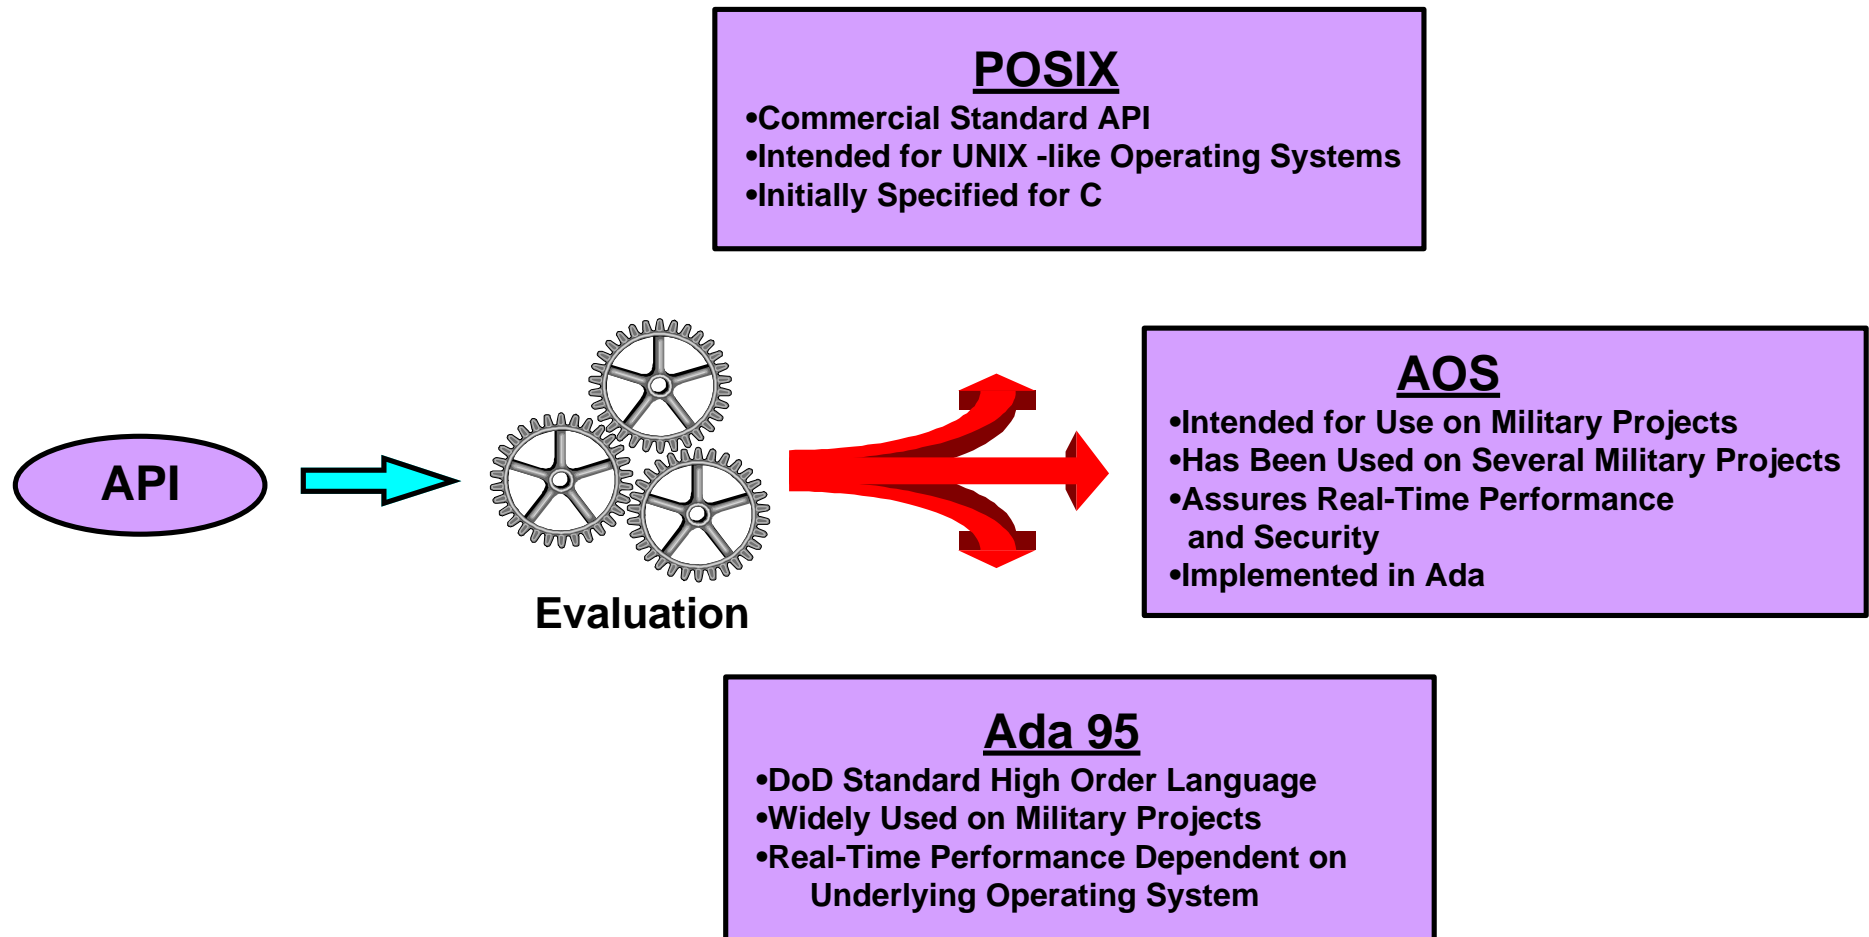 POSIX
•Commercial Standard API
•Intended for UNIX -like Operating Systems
•Initially Specified for C
API
Evaluation
AOS
•Intended for Use on Military Projects
•Has Been Used on Several Military Projects
•Assures Real-Time Performance
and Security
•Implemented in Ada
Ada 95
•DoD Standard High Order Language
•Widely Used on Military Projects
•Real-Time Performance Dependent on
Underlying Operating System